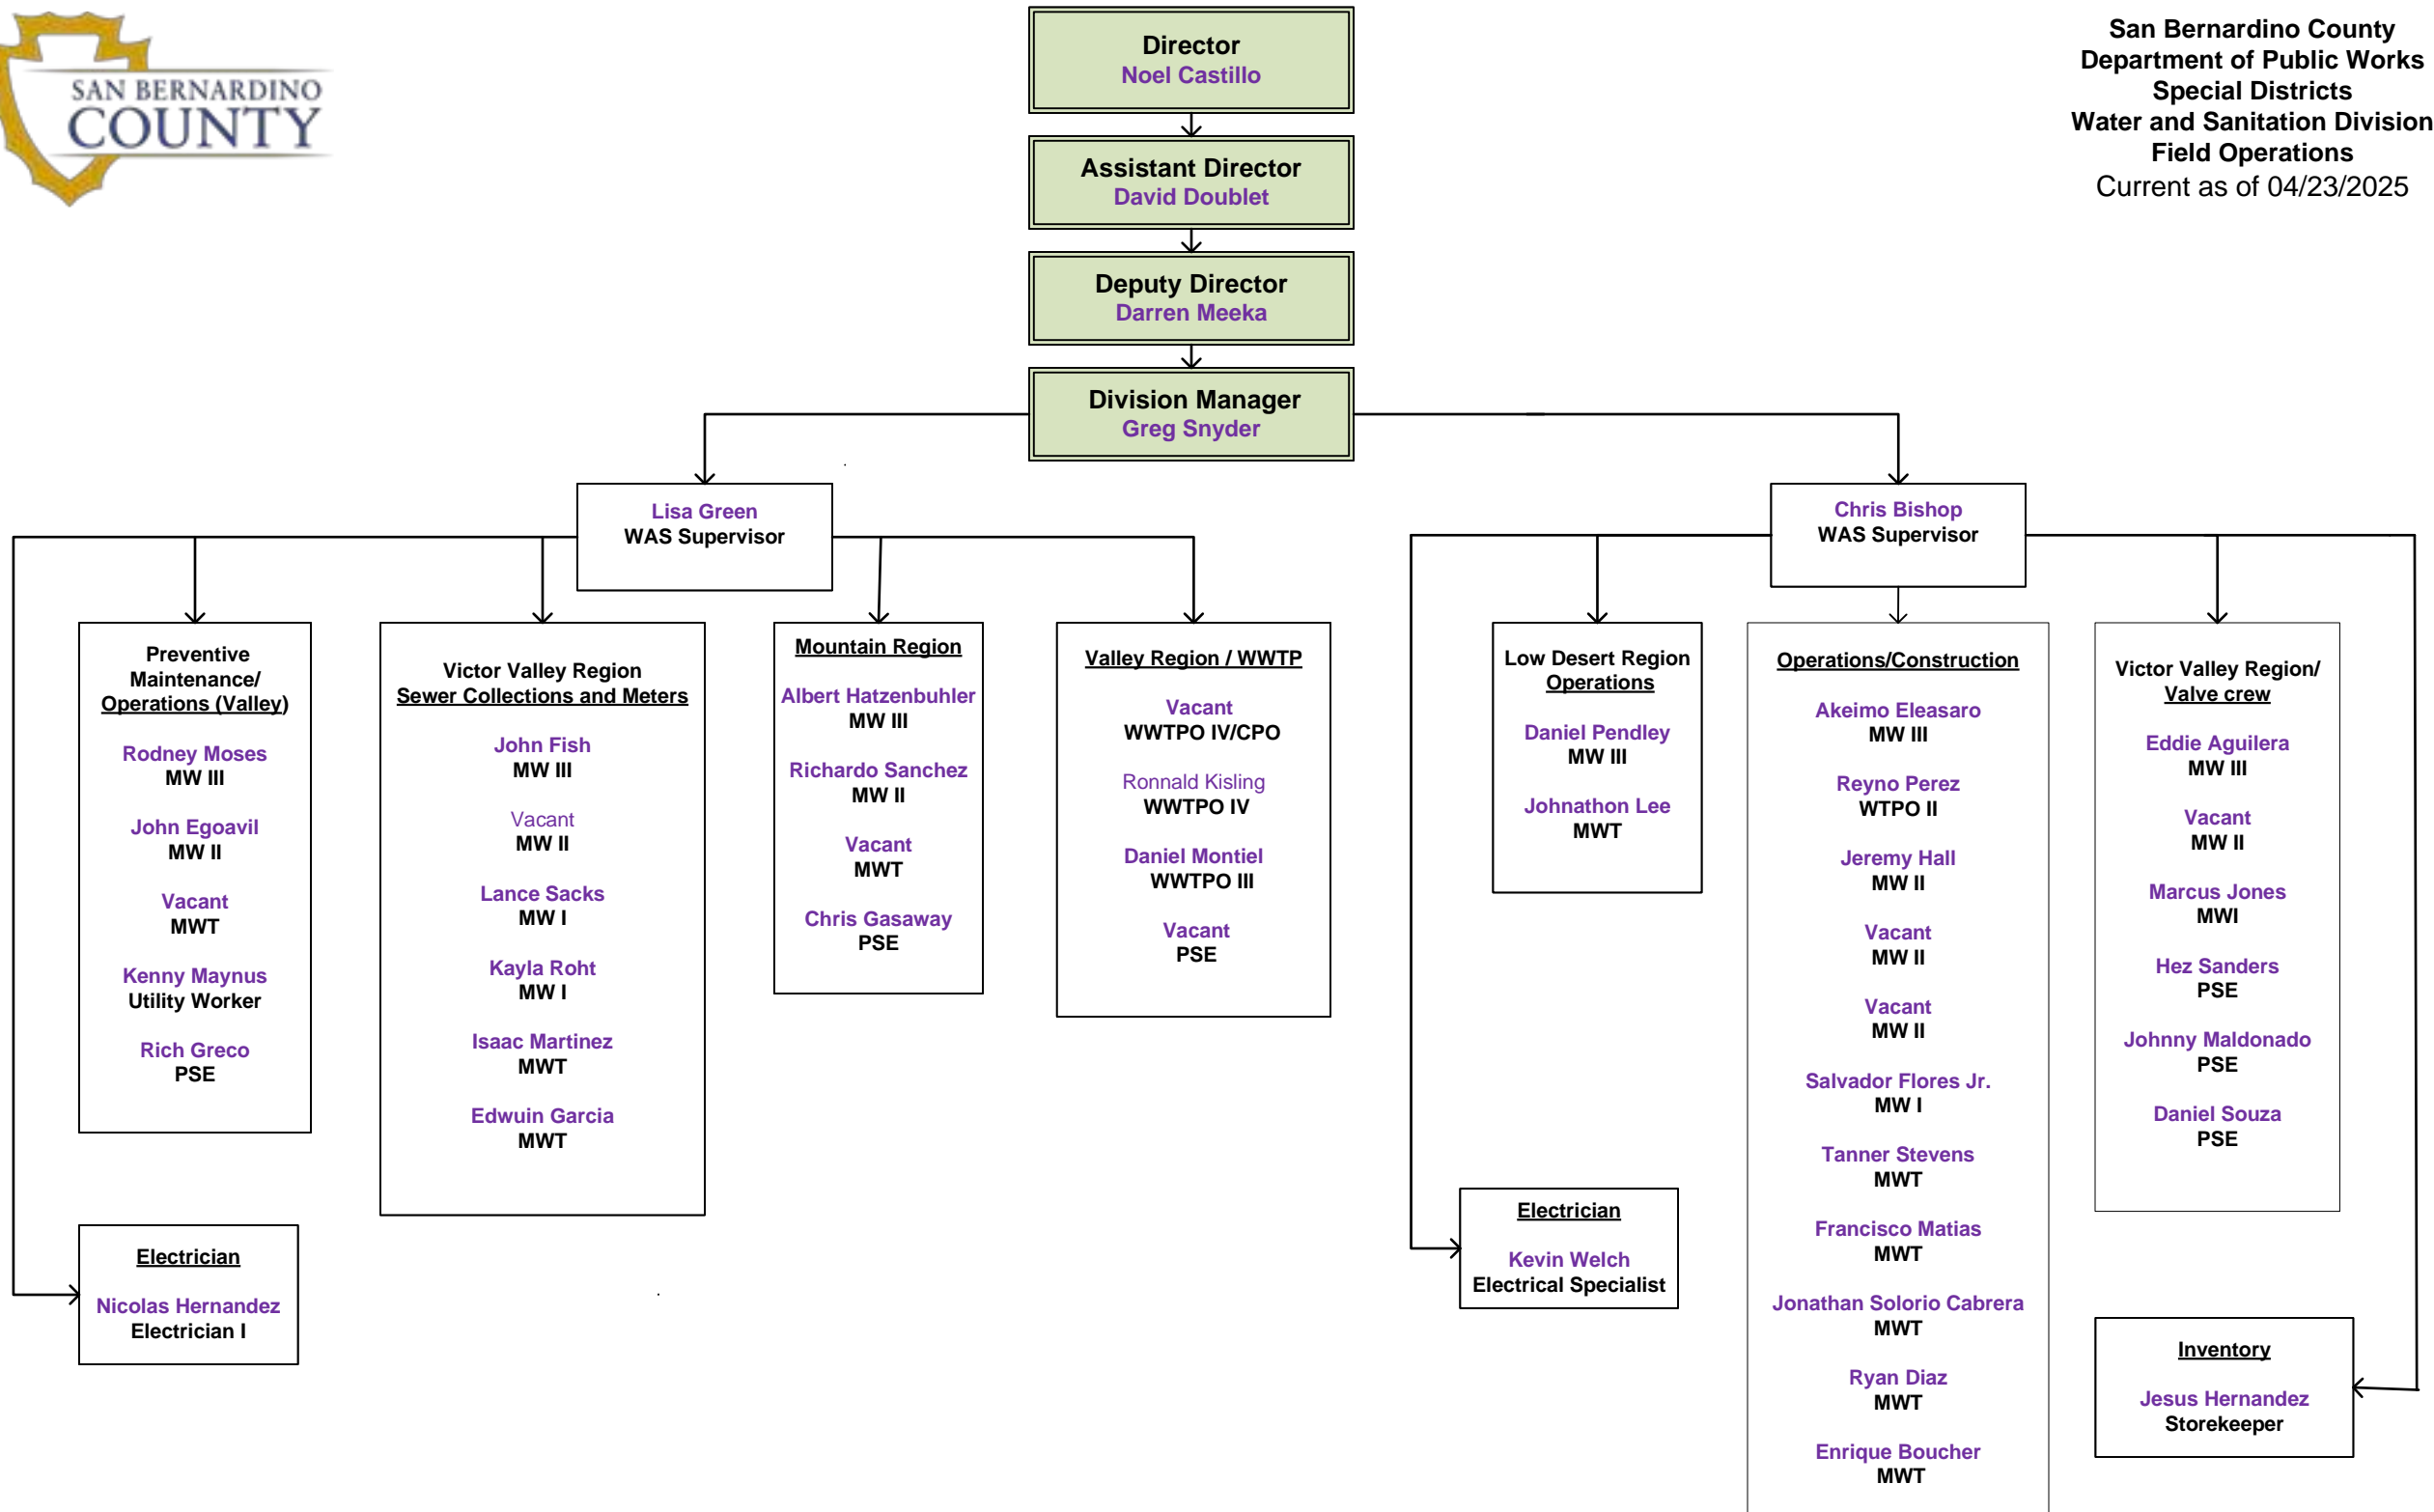 SAN BERNARDINO
COUNTY
Director
Noel Castillo
Assistant Director
David Doublet
Deputy Director
Darren Meeka
Division Manager
Greg Snyder
San Bernardino County
Department of Public Works
Special Districts
Water and Sanitation Division
Field Operations
Current as of 04/23/2025
Lisa Green
WAS Supervisor
Chris Bishop
WAS Supervisor
Preventive
Maintenance/
Operations (Valley)
Rodney Moses
MW III
John Egoavil
MW II
Vacant
MWT
Kenny Maynus
Utility Worker
Rich Greco
PSE
Victor Valley Region
Sewer Collections and Meters
John Fish
MW III
Vacant
MW II
Lance Sacks
MW I
Kayla Roht
MW I
Isaac Martinez
MWT
Edwuin Garcia
MWT
Mountain Region
Albert Hatzenbuhler
MW III
Richardo Sanchez
MW II
Vacant
MWT
Chris Gasaway
PSE
Valley Region / WWTP
Vacant
WWTPO IV/CPO
Ronnald Kisling
WWTPO IV
Daniel Montiel
WWTPO III
Vacant
PSE
Low Desert Region
Operations
Daniel Pendley
MW III
Johnathon Lee
MWT
Operations/Construction
Akeimo Eleasaro
MW III
Reyno Perez
WTPO II
Jeremy Hall
MW II
Vacant
MW II
Vacant
MW II
Salvador Flores Jr.
MW I
Tanner Stevens
MWT
Francisco Matias
MWT
Jonathan Solorio Cabrera
MWT
Ryan Diaz
MWT
Enrique Boucher
MWT
Victor Valley Region/
Valve crew
Eddie Aguilera
MW III
Vacant
MW II
Marcus Jones
MWI
Hez Sanders
PSE
Johnny Maldonado
PSE
Daniel Souza
PSE
Electrician
Nicolas Hernandez
Electrician I
Electrician
Kevin Welch
Electrical Specialist
Inventory
Jesus Hernandez
Storekeeper